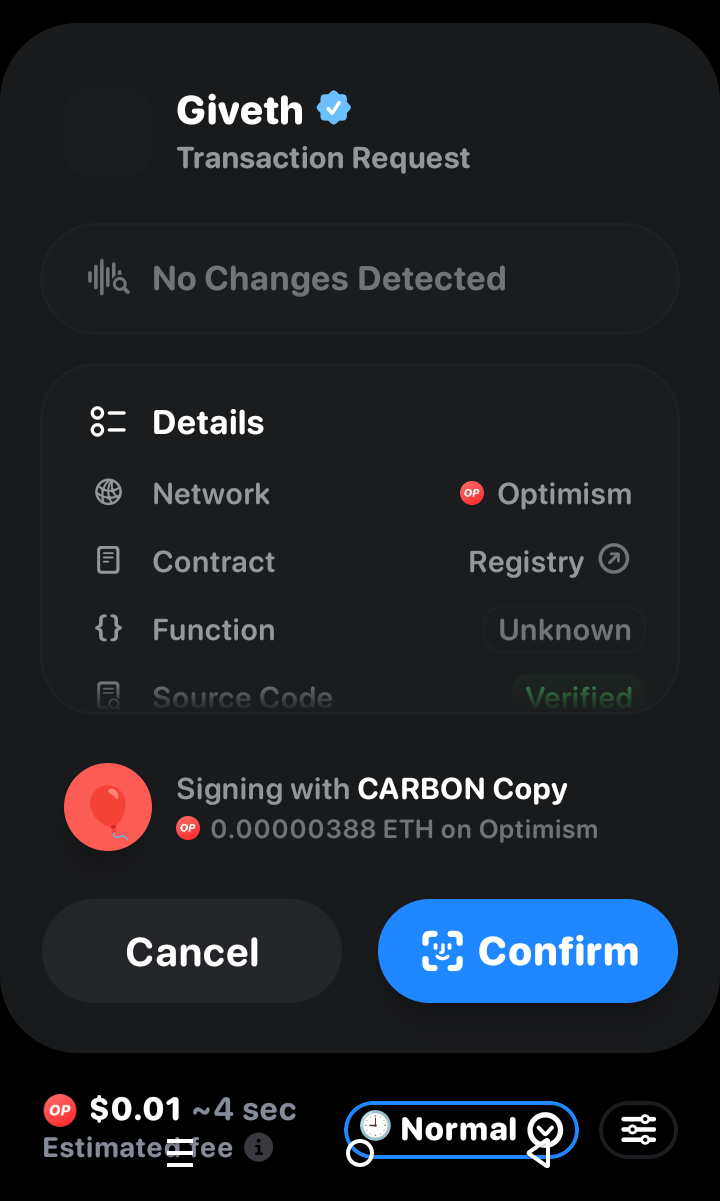 Giveth
Transaction Request
No Changes Detected
Details
Network OP Optimism
Contract Registry
Function Unknown
Source Code Verified
Signing with CARBON Copy
OP 0.00000388 ETH on Optimism
Cancel Confirm
OP $0.01 ~4 sec
Estimated fee
Normal